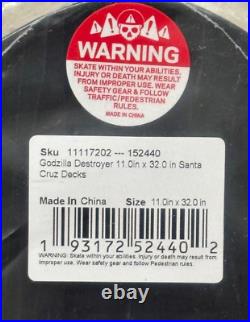 WARNING
SKATE WITHIN YOUR ABILITIES.
INJURY OR DEATH MAY RESULT
FROM IMPROPER USE. WEAR
SAFETY GEAR & FOLLOW
TRAFFIC/PEDESTRIAN
RULES.
MADE IN CHINA
Sku 11117202 --- 152440
Godzilla Destroyer 11.0in x 32.0 in Santa
Cruz Decks
Made In China Size 11.0in x 32.0 in
1 93172 52440 2
WARNING: Skate within your abilities. Injury or death may result from
improper use. Wear safety gear and follow Pedestrian rules.